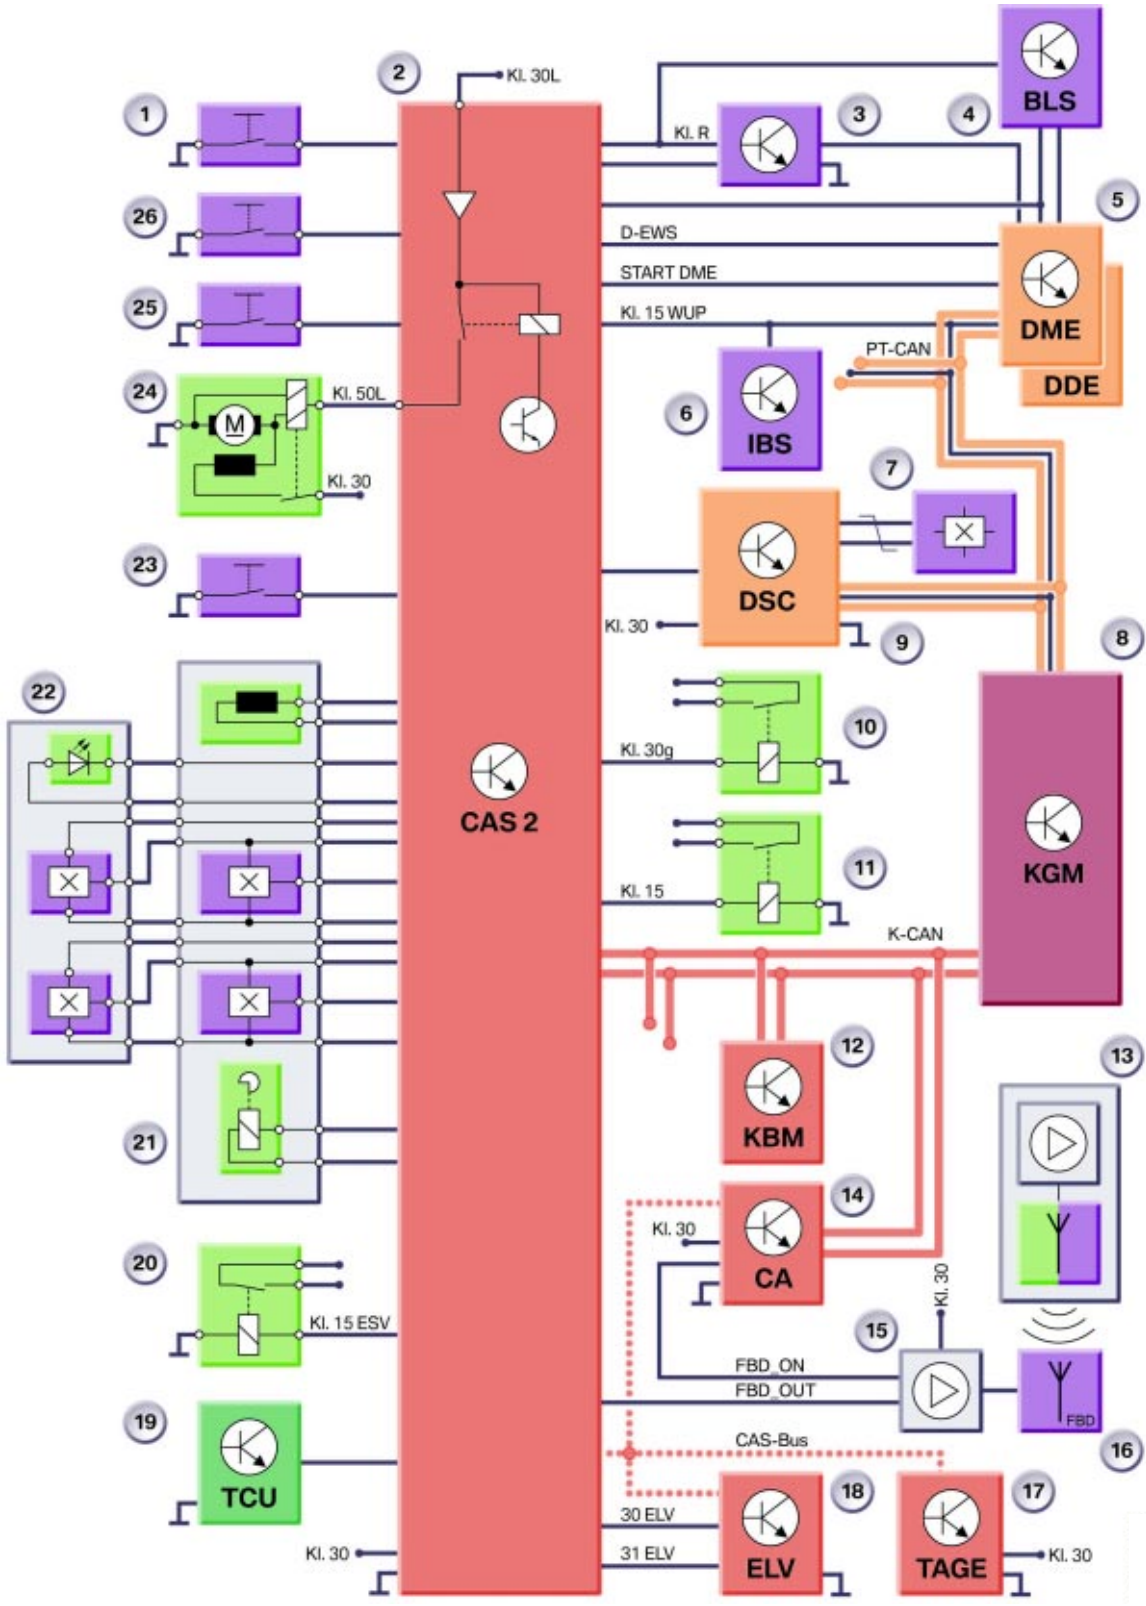 BLS
2
Kl. 30L
1
3
4
Kl. R
26
5
D-EWS
START DME
25
Kl. 15 WUP
DME
PT-CAN
DDE
24
Kl. 50L
M
6
IBS
Kl. 30
7
23
DSC
Kl. 30
9
8
22
10
Kl. 30g
CAS 2
KGM
11
Kl. 15
K-CAN
12
13
KBM
21
14
Kl. 30
CA
20
Kl. 30
Kl. 15 ESV
15
FBD_ON
FBD_OUT
FBD
19
CAS-Bus
16
TCU
18
17
30 ELV
Kl. 30
31 ELV
ELV
TAGE
Kl. 30